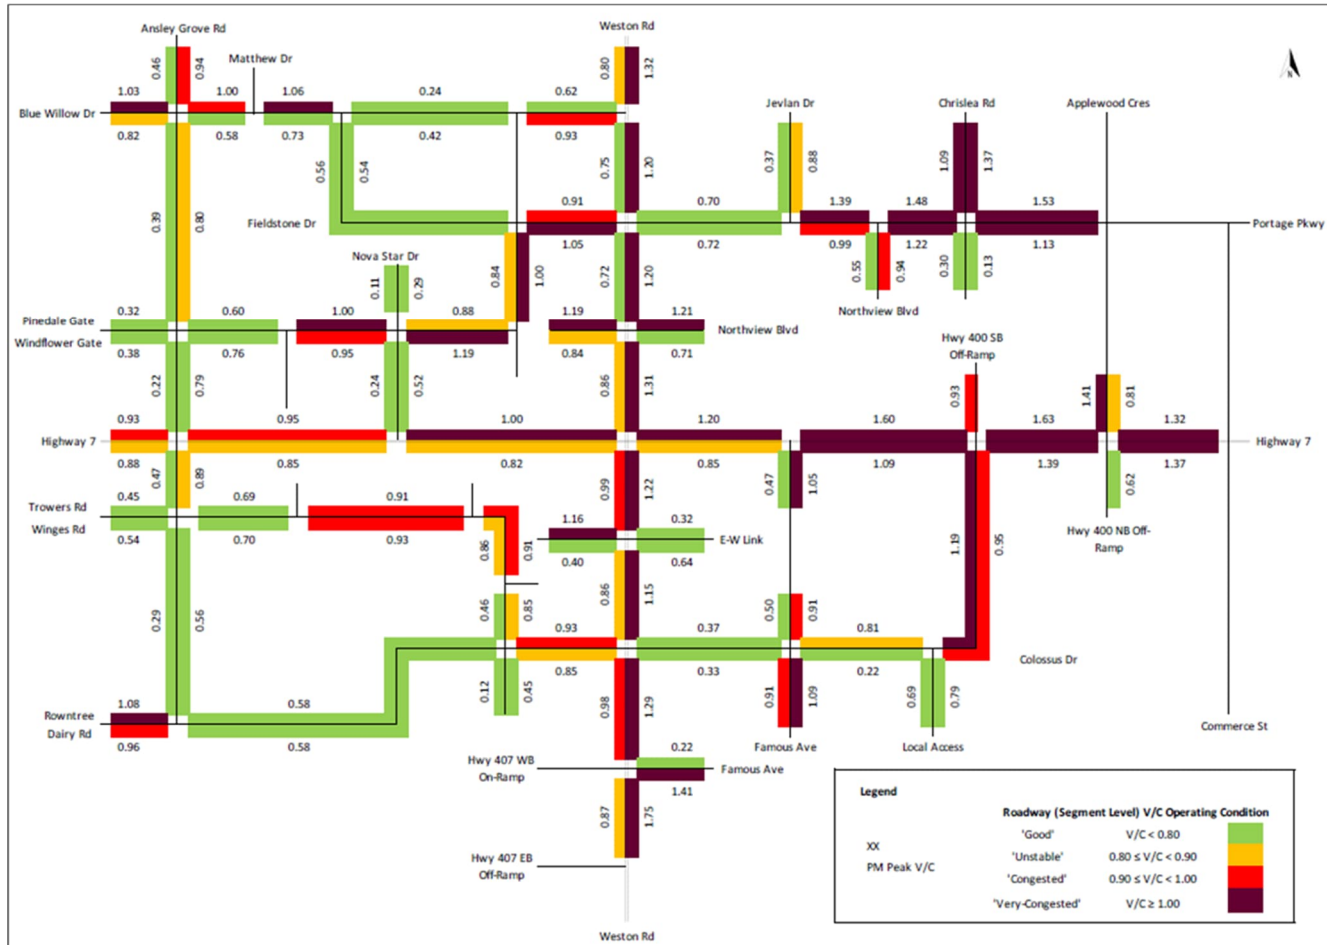 Ansley Grove Rd
Weston Rd
Matthew Dr
0.46
0.94
0.80
1.32
N
1.03
1.00
1.06
0.24
0.62
Jevlan Dr
Chrislea Rd
Applewood Cres
Blue Willow Dr
0.82
0.58
0.73
0.42
0.93
0.37
0.88
1.09
1.37
0.56
0.54
0.75
1.20
0.39
0.80
0.91
0.70
1.39
1.48
1.53
Fieldstone Dr
Portage Pkwy
1.05
0.72
0.99
1.22
1.13
Nova Star Dr
0.11
0.29
0.84
1.00
0.72
1.20
0.55
0.94
0.30
0.13
Northview Blvd
0.32
0.60
1.00
0.88
1.19
1.21
Pinedale Gate
Windflower Gate
Northview Blvd
0.38
0.76
0.95
1.19
0.84
0.71
Hwy 400 SB
Off-Ramp
0.22
0.79
0.24
0.52
0.86
1.31
0.93
1.41
0.81
0.93
0.95
1.00
1.20
1.60
1.63
1.32
Highway 7
Highway 7
0.88
0.85
0.82
0.85
1.09
1.39
1.37
0.47
0.89
0.99
1.22
0.47
1.05
0.62
0.45
0.69
0.91
Trowers Rd
Winges Rd
0.54
0.70
0.93
0.86
0.91
1.16
0.32
E-W Link
0.40
0.64
1.19
0.95
Hwy 400 NB Off-
Ramp
0.29
0.56
0.46
0.85
0.86
1.15
0.50
0.91
0.93
0.37
0.81
Colossus Dr
0.85
0.33
0.22
0.12
0.45
0.98
1.29
0.91
1.09
0.69
0.79
1.08
0.58
Rowntree
Dairy Rd
0.96
0.58
Famous Ave
Local Access
Commerce St
Hwy 407 WB
On-Ramp
0.22
Famous Ave
1.41
0.87
1.75
Hwy 407 EB
Off-Ramp
Weston Rd
Legend
Roadway (Segment Level) V/C Operating Condition
XX
PM Peak V/C
'Good' V/C < 0.80
'Unstable' 0.80 ≤ V/C < 0.90
'Congested' 0.90 ≤ V/C < 1.00
'Very-Congested' V/C ≥ 1.00